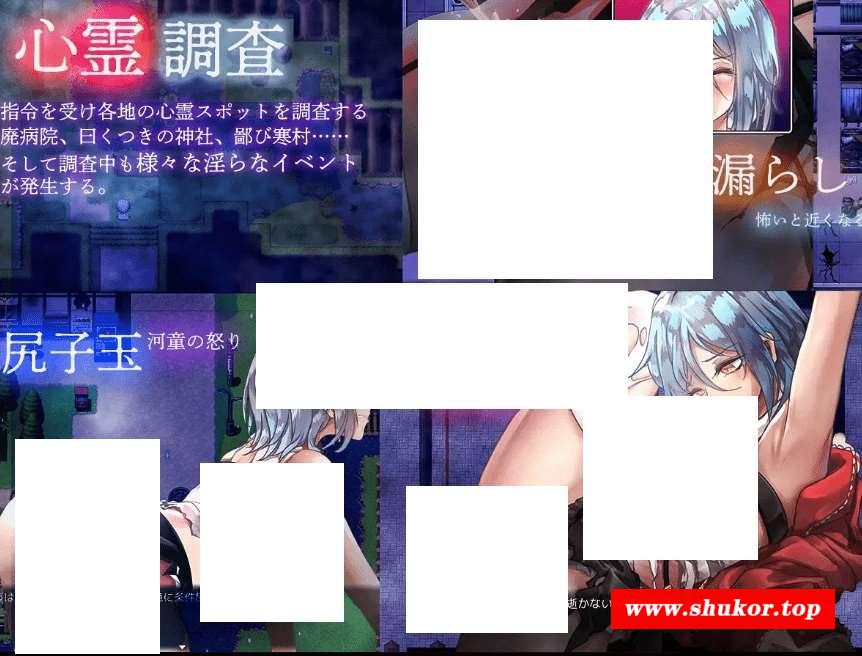 心霊調査
指令を受け各地の心霊スポットを調査する
廃病院、曰くつきの神社、鄙び寒村……
そして調査中も様々な淫らなイベント
が発生する。
漏らし
怖いと近くなる
尻子玉 河童の怒り
逝かない
www.shukor.top